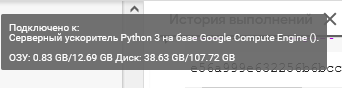 История выполнений
Подключено к:
Серверный ускоритель Python 3 на базе Google Compute Engine ().
ОЗУ: 0.83 GB/12.69 GB Диск: 38.63 GB/107.72 GB